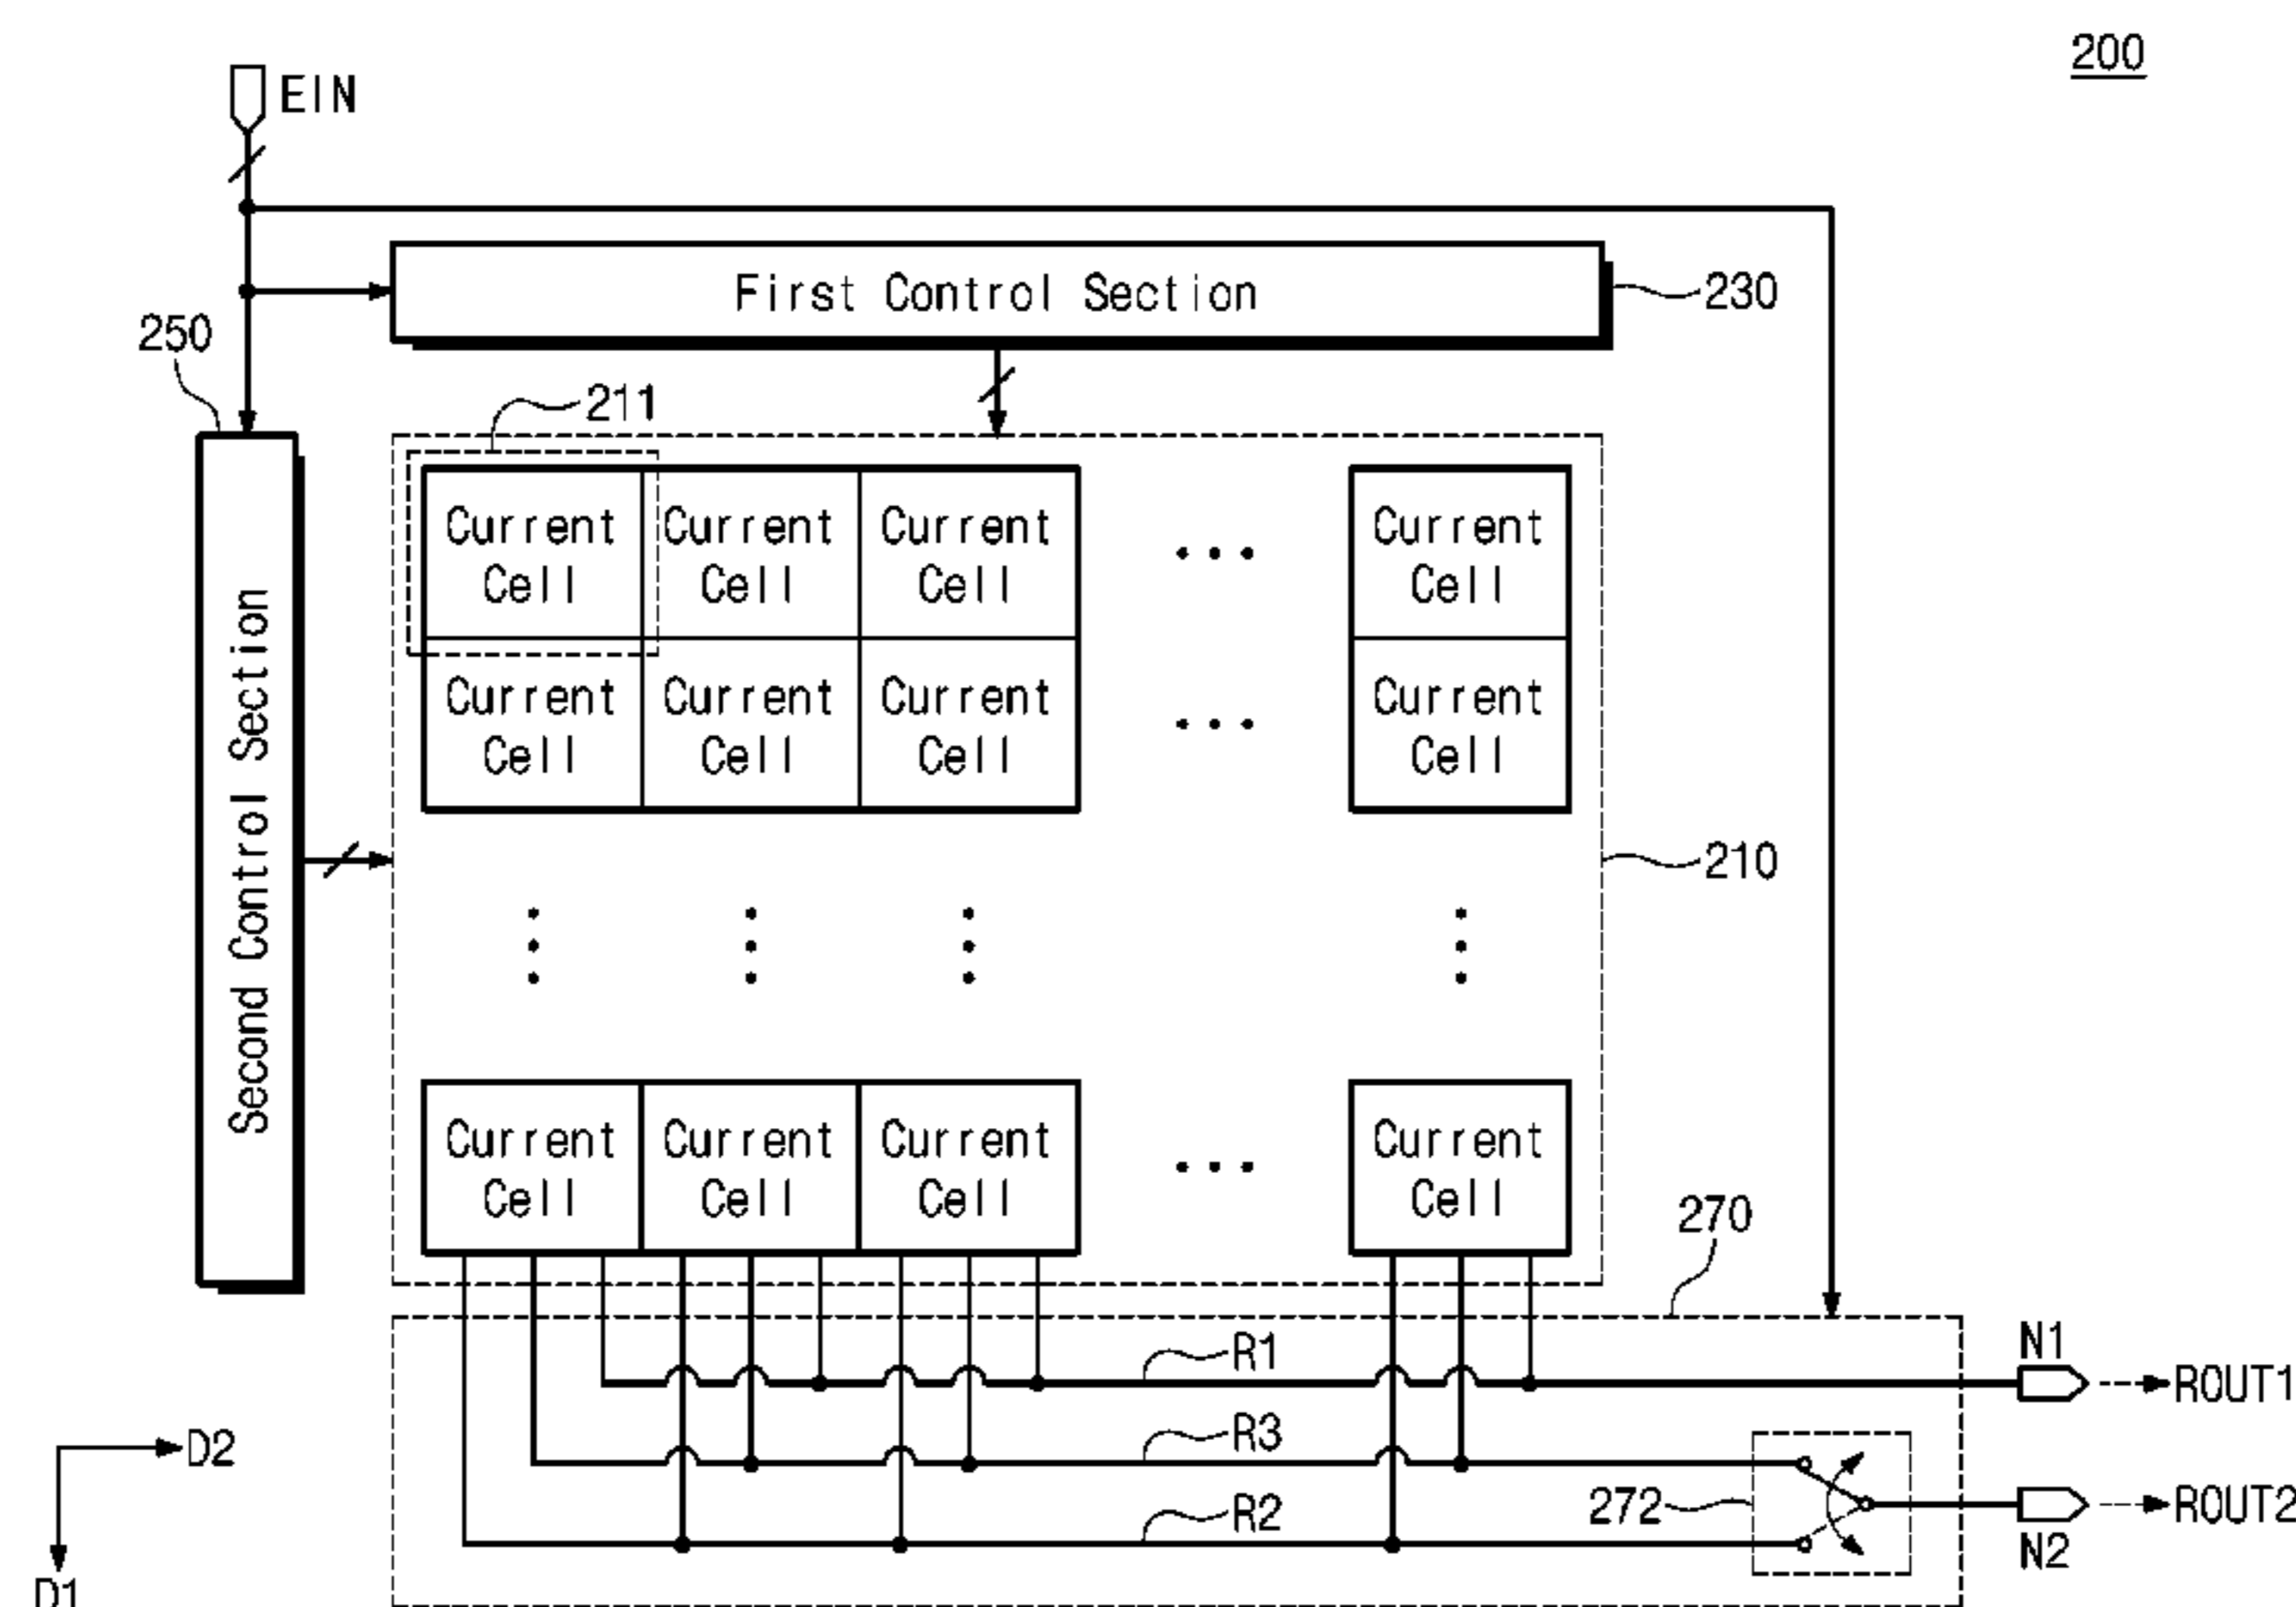 200
EIN
First Control Section
230
250
211
Current Cell
Current Cell
Current Cell
...
Current Cell
Current Cell
Current Cell
Current Cell
...
Current Cell
Second Control Section
210
Current Cell
Current Cell
Current Cell
...
Current Cell
270
R1
N1
ROUT1
R3
D2
272
R2
ROUT2
N2
D1